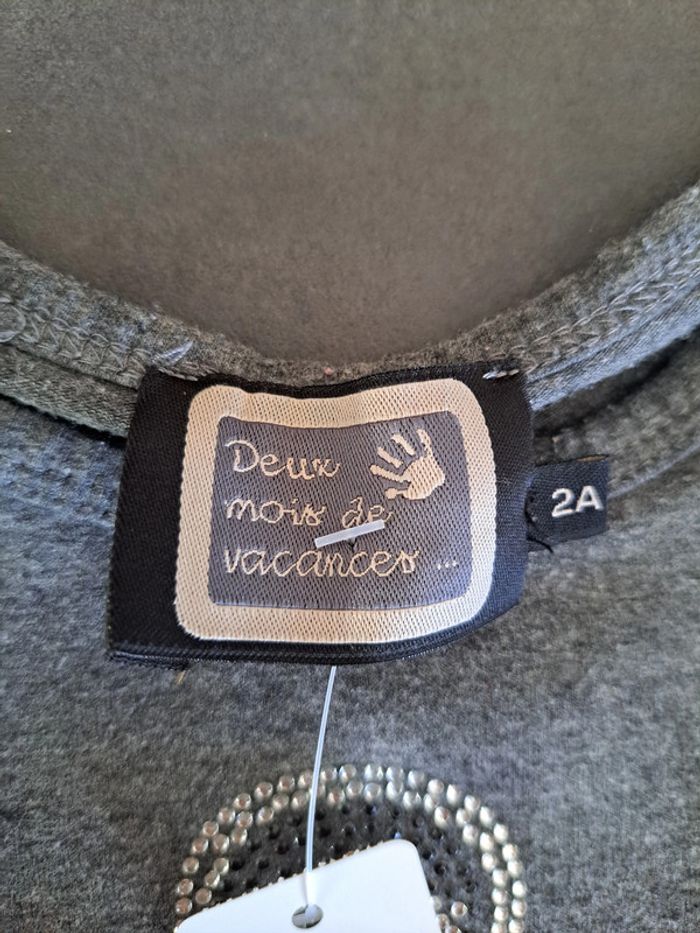 Deux
mois de
vacances ...
2A